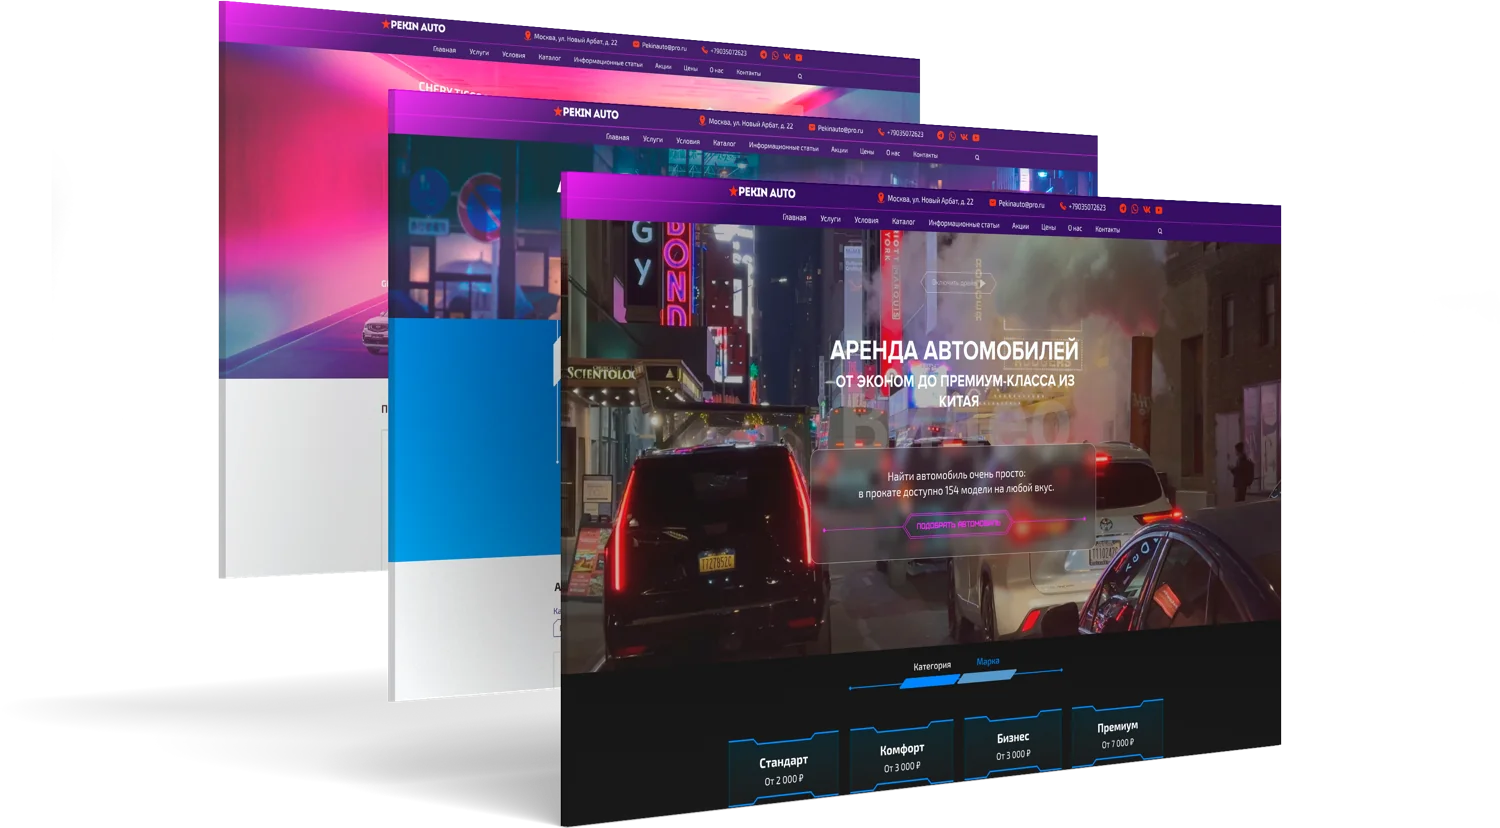 PEKIN AUTO
Москва, ул. Новый Арбат, д. 22
Pekinauto@pro.ru
+79035072623
Главная Услуги Условия Каталог Информационные статьи Акции Цены О нас Контакты
PEKIN AUTO
Москва, ул. Новый Арбат, д. 22
Pekinauto@pro.ru
+79035072623
Главная Услуги Условия Каталог Информационные статьи Акции Цены О нас Контакты
PEKIN AUTO
Москва, ул. Новый Арбат, д. 22
Pekinauto@pro.ru
+79035072623
Главная Услуги Условия Каталог Информационные статьи Акции Цены О нас Контакты
GY
BOND
АРЕНДА АВТОМОБИЛЕЙ
ОТ ЭКОНОМ ДО ПРЕМИУМ-КЛАССА ИЗ
КИТАЯ
Найти автомобиль очень просто:
в прокате доступно 154 модели на любой вкус.
ПОДОБРАТЬ АВТОМОБИЛЬ
Категория Марка
Стандарт
От 2 000 ₽
Комфорт
От 3 000 ₽
Бизнес
От 3 000 ₽
Премиум
От 7 000 ₽